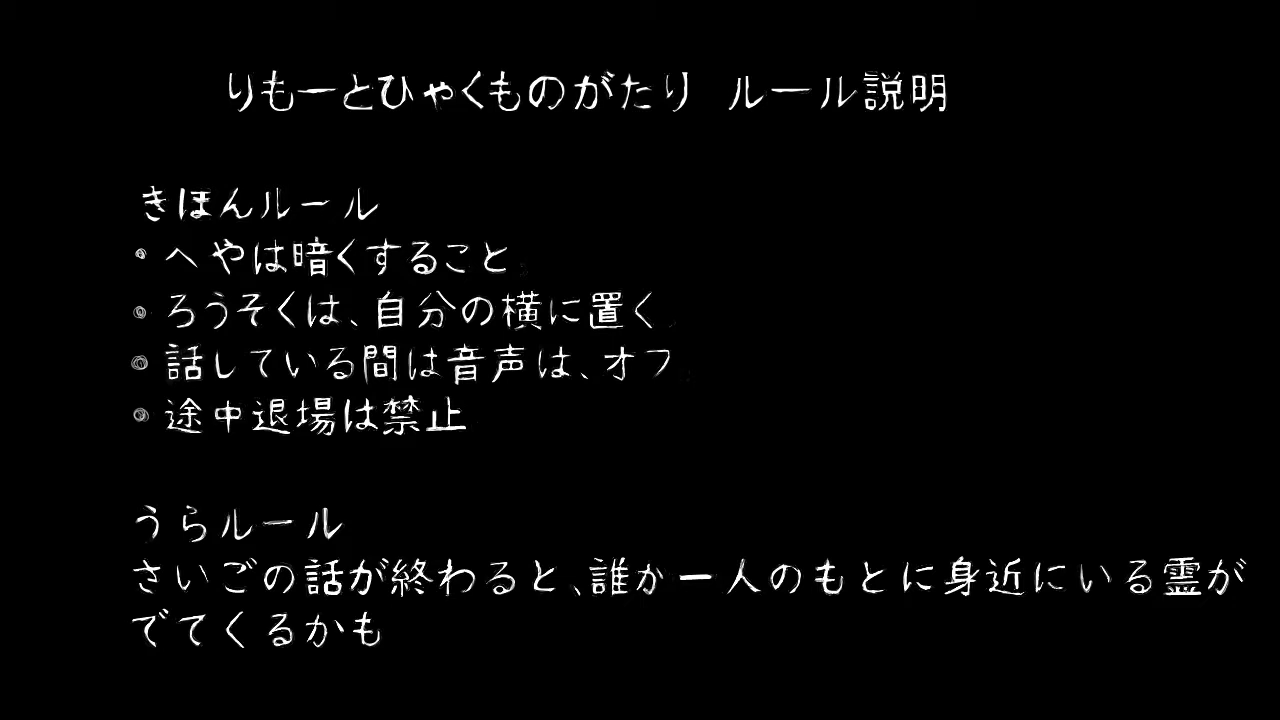 りもーとひゃくものがたり ルール説明
きほんルール
・へやは暗くすること
・ろうそくは、自分の横に置く
・話している間は音声は、オフ
・途中退場は禁止
うらルール
さいごの話が終わると、誰か一人のもとに身近にいる霊が
でてくるかも